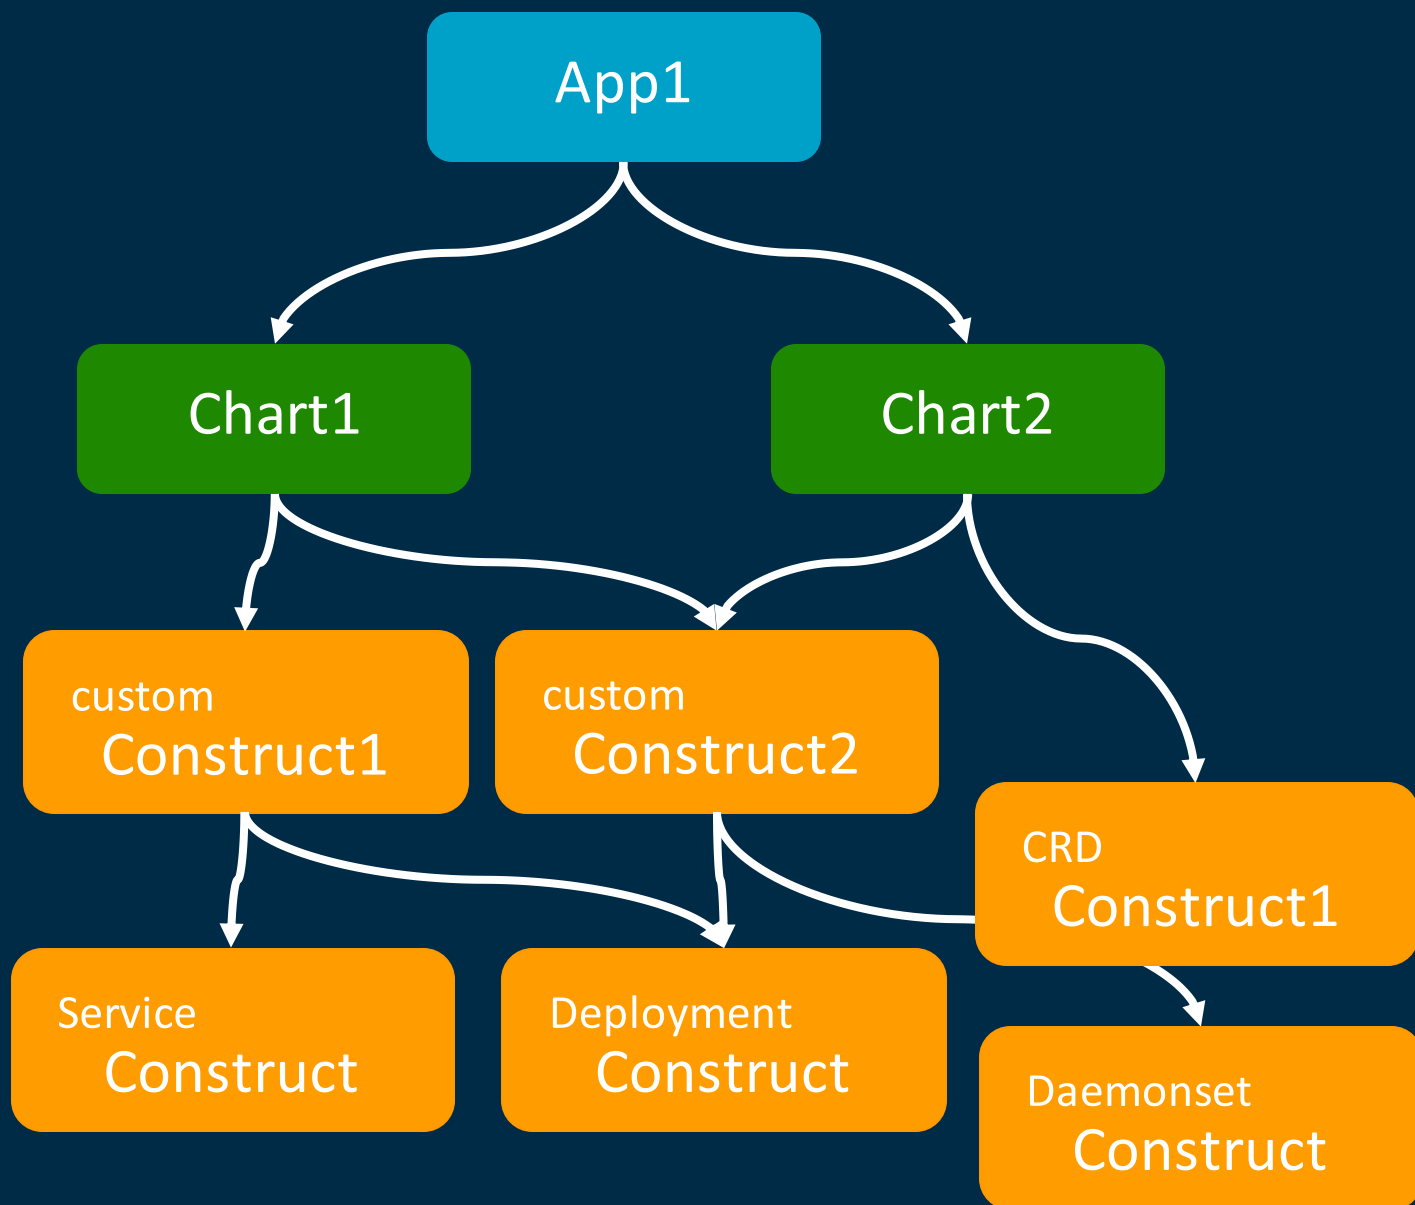 App1
Chart1
Chart2
custom
Construct1
custom
Construct2
CRD
Construct1
Service
Construct
Deployment
Construct
Daemonset
Construct